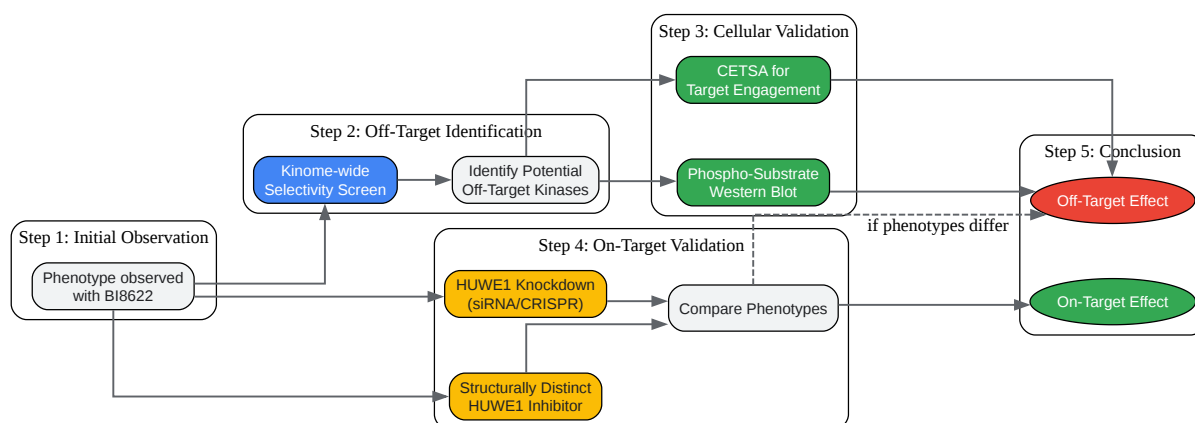 Step 1: Initial Observation
Phenotype observed
with BI8622
Step 2: Off-Target Identification
Kinome-wide
Selectivity Screen
Identify Potential
Off-Target Kinases
Step 3: Cellular Validation
CETSA for
Target Engagement
Phospho-Substrate
Western Blot
Step 4: On-Target Validation
HUWE1 Knockdown
(siRNA/CRISPR)
Structurally Distinct
HUWE1 Inhibitor
Compare Phenotypes
if phenotypes differ
Step 5: Conclusion
Off-Target Effect
On-Target Effect